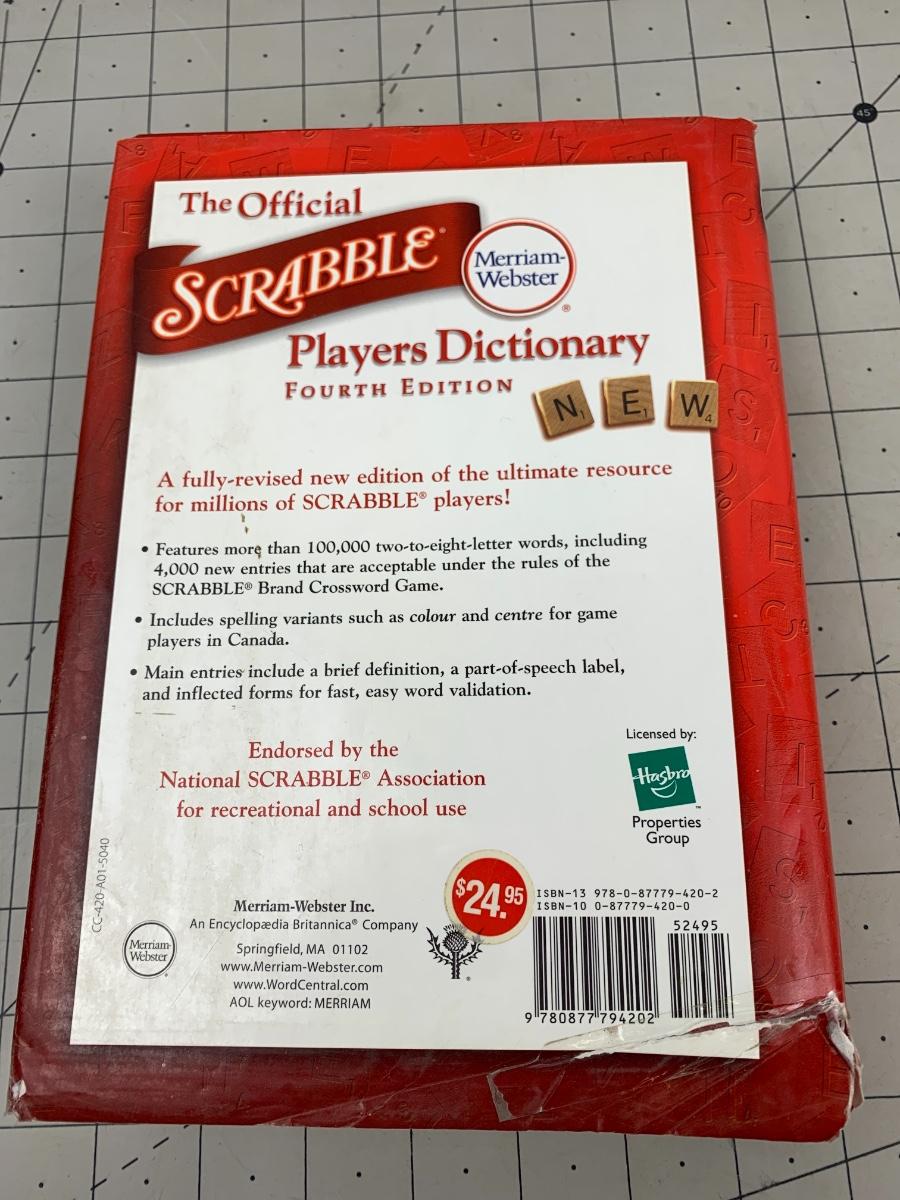 The Official
SCRABBLE®
Merriam-
Webster
®
Players Dictionary
FOURTH EDITION
N1 E1 W4
A fully-revised new edition of the ultimate resource
for millions of SCRABBLE® players!
• Features more than 100,000 two-to-eight-letter words, including
4,000 new entries that are acceptable under the rules of the
SCRABBLE® Brand Crossword Game.
• Includes spelling variants such as colour and centre for game
players in Canada.
• Main entries include a brief definition, a part-of-speech label,
and inflected forms for fast, easy word validation.
Endorsed by the
National SCRABBLE® Association
for recreational and school use
Licensed by:
Hasbro
™
Properties
Group
CC-420-A01-5040
Merriam-
Webster
Merriam-Webster Inc.
An Encyclopædia Britannica® Company
Springfield, MA 01102
www.Merriam-Webster.com
www.WordCentral.com
AOL keyword: MERRIAM
®
$24.95
ISBN-13 978-0-87779-420-2
ISBN-10 0-87779-420-0
52495
9 780877 794202
45°